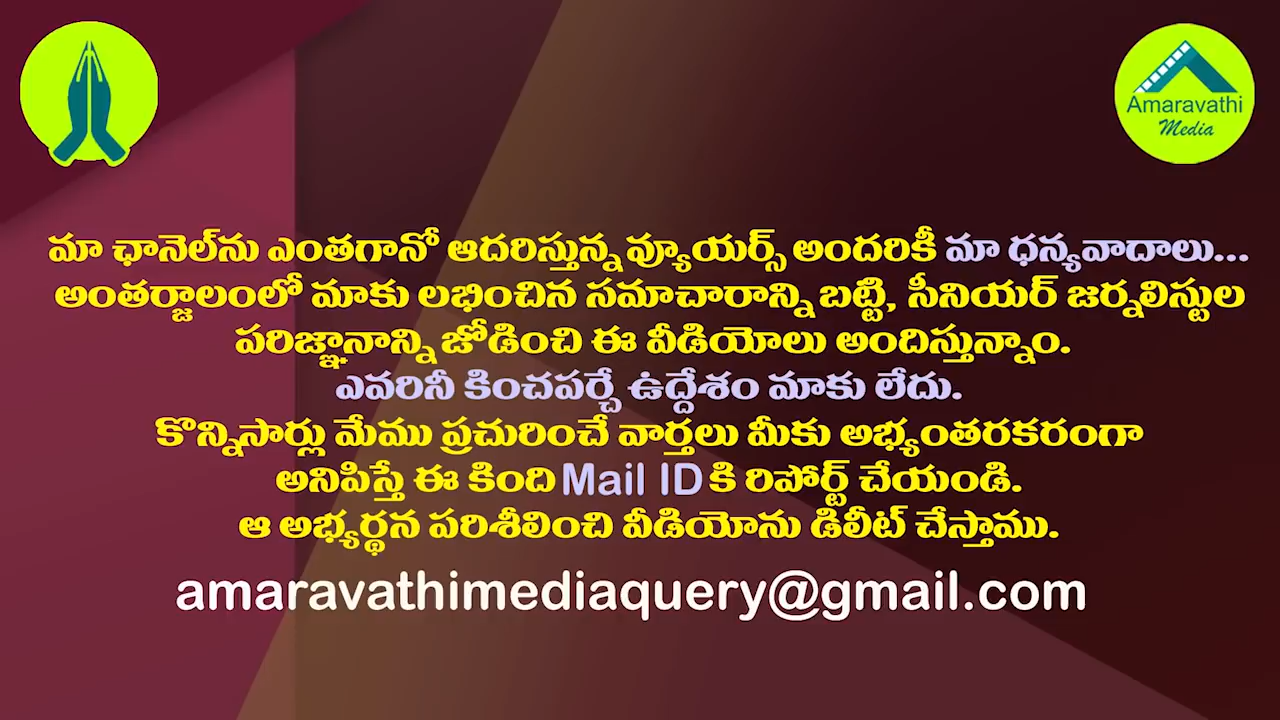 Amaravathi
Media
మా ఛానెల్‌ను ఎంతగానో ఆదరిస్తున్న వ్యూయర్స్ అందరికీ మా ధన్యవాదాలు...
అంతర్జాలంలో మాకు లభించిన సమాచారాన్ని బట్టి, సీనియర్ జర్నలిస్టుల
పరిజ్ఞానాన్ని జోడించి ఈ వీడియోలు అందిస్తున్నాం.
ఎవరినీ కించపర్చే ఉద్దేశం మాకు లేదు.
కొన్నిసార్లు మేము ప్రచురించే వార్తలు మీకు అభ్యంతరకరంగా
అనిపిస్తే ఈ కింది Mail ID కి రిపోర్ట్ చేయండి.
ఆ అభ్యర్థన పరిశీలించి వీడియోను డిలీట్ చేస్తాము.
amaravathimediaquery@gmail.com